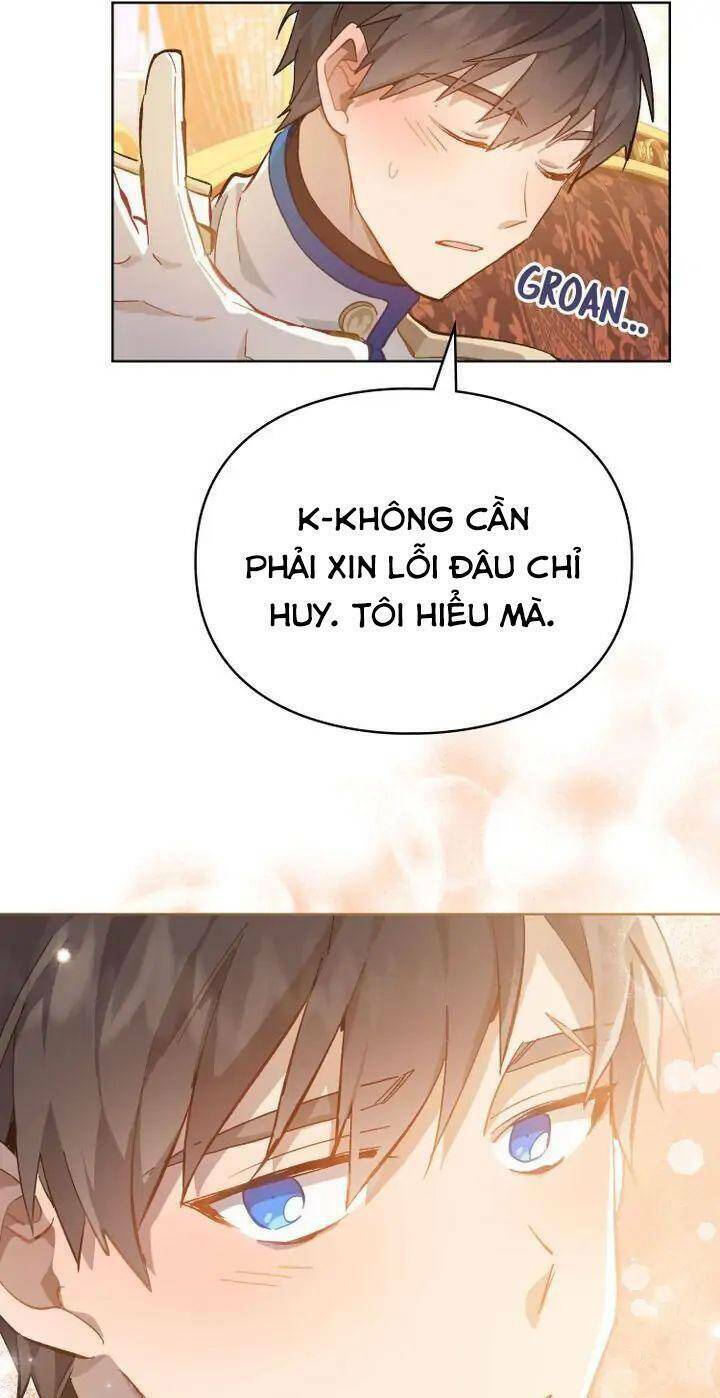 GROAN...
K-KHÔNG CẦN
PHẢI XIN LỖI ĐÂU CHỈ
HUY. TÔI HIỂU MÀ.